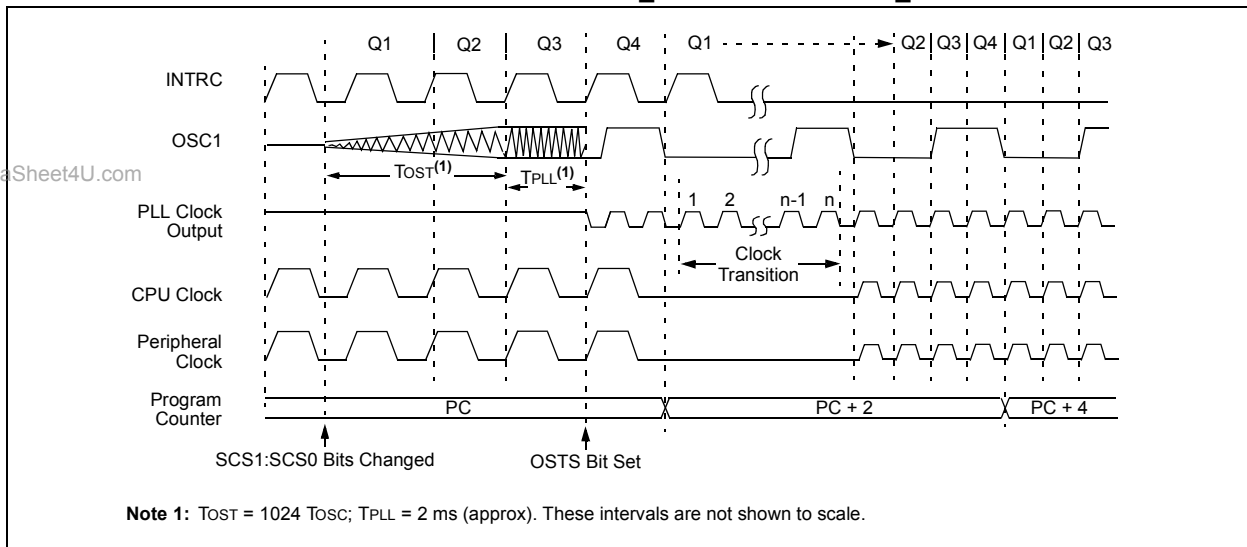 Q1 Q2 Q3 Q4 Q1 Q2 Q3 Q4 Q1 Q2 Q3
INTRC
OSC1
aSheet4U.com
TOST(1)
TPLL(1)
PLL Clock
Output
1 2 n-1 n
Clock
Transition
CPU Clock
Peripheral
Clock
Program
Counter
PC PC + 2 PC + 4
SCS1:SCS0 Bits Changed
OSTS Bit Set
Note 1: TOST = 1024 TOSC; TPLL = 2 ms (approx). These intervals are not shown to scale.